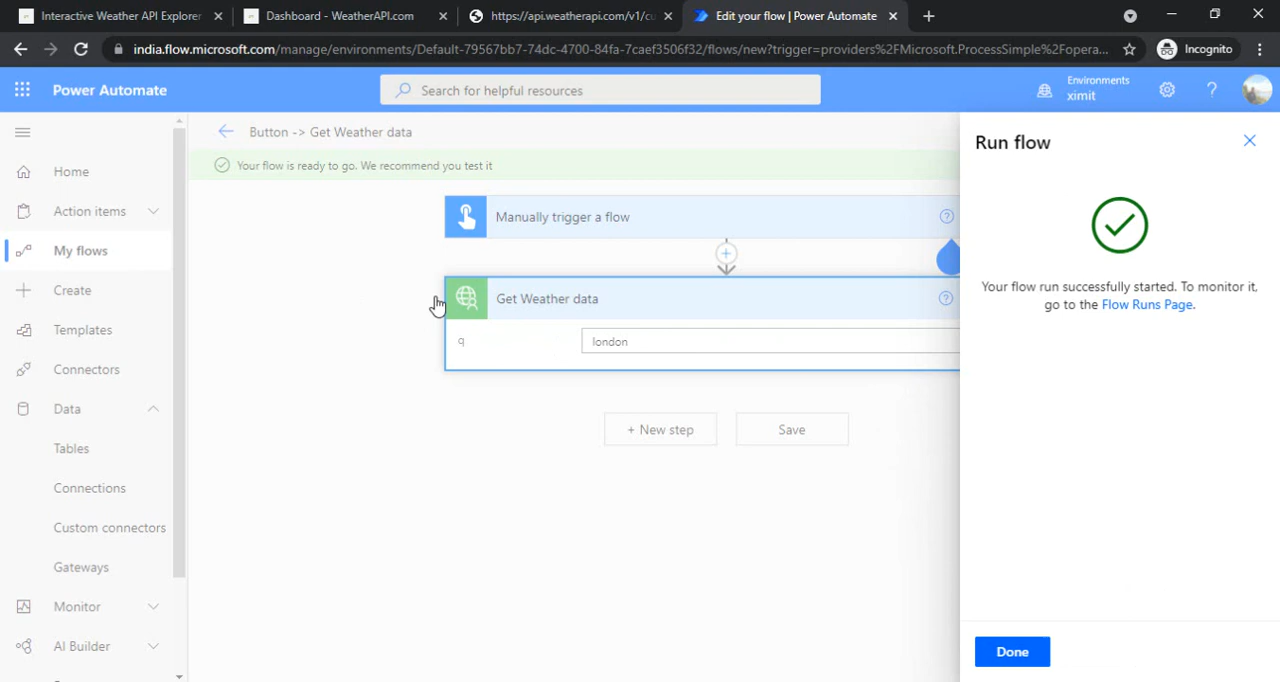 Interactive Weather API Explorer
Dashboard - WeatherAPI.com
https://api.weatherapi.com/v1/cu
Edit your flow | Power Automate
india.flow.microsoft.com/manage/environments/Default-79567bb7-74dc-4700-84fa-7caef3506f32/flows/new?trigger=providers%2FMicrosoft.ProcessSimple%2Fopera...
Incognito
Power Automate
Search for helpful resources
Environments
ximit
Home
Action items
My flows
Create
Templates
Connectors
Data
Tables
Connections
Custom connectors
Gateways
Monitor
AI Builder
Button -> Get Weather data
Your flow is ready to go. We recommend you test it
Manually trigger a flow
Get Weather data
q
london
+ New step
Save
Run flow
Your flow run successfully started. To monitor it,
go to the Flow Runs Page.
Done